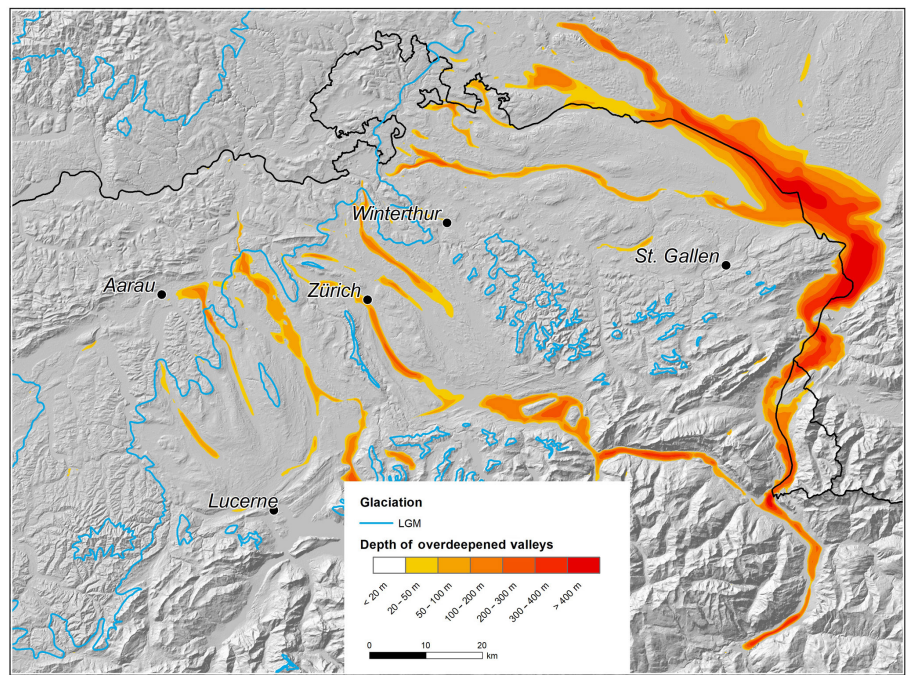 Winterthur
St. Gallen
Aarau
Zürich
Lucerne
Glaciation
LGM
Depth of overdeepened valleys
< 20 m
20 – 50 m
50 – 100 m
100 – 200 m
200 – 300 m
300 – 400 m
> 400 m
0 10 20
km